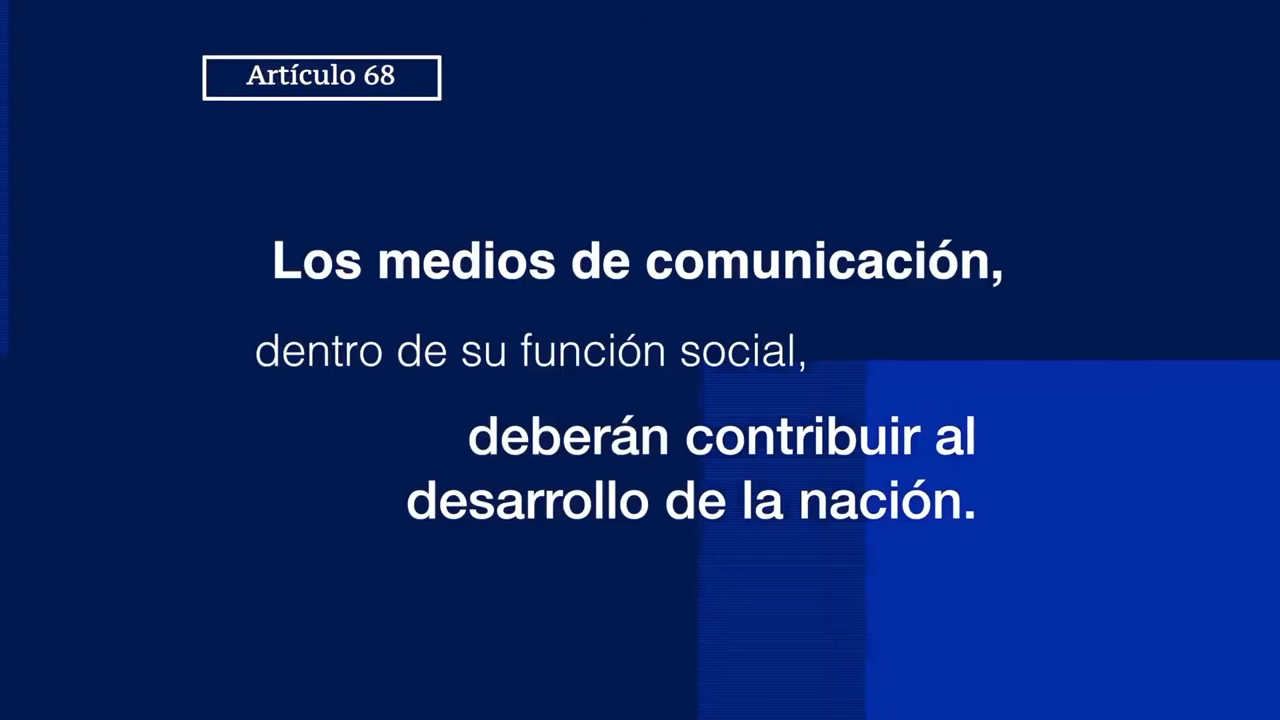 Artículo 68
Los medios de comunicación,
dentro de su función social,
deberán contribuir al
desarrollo de la nación.